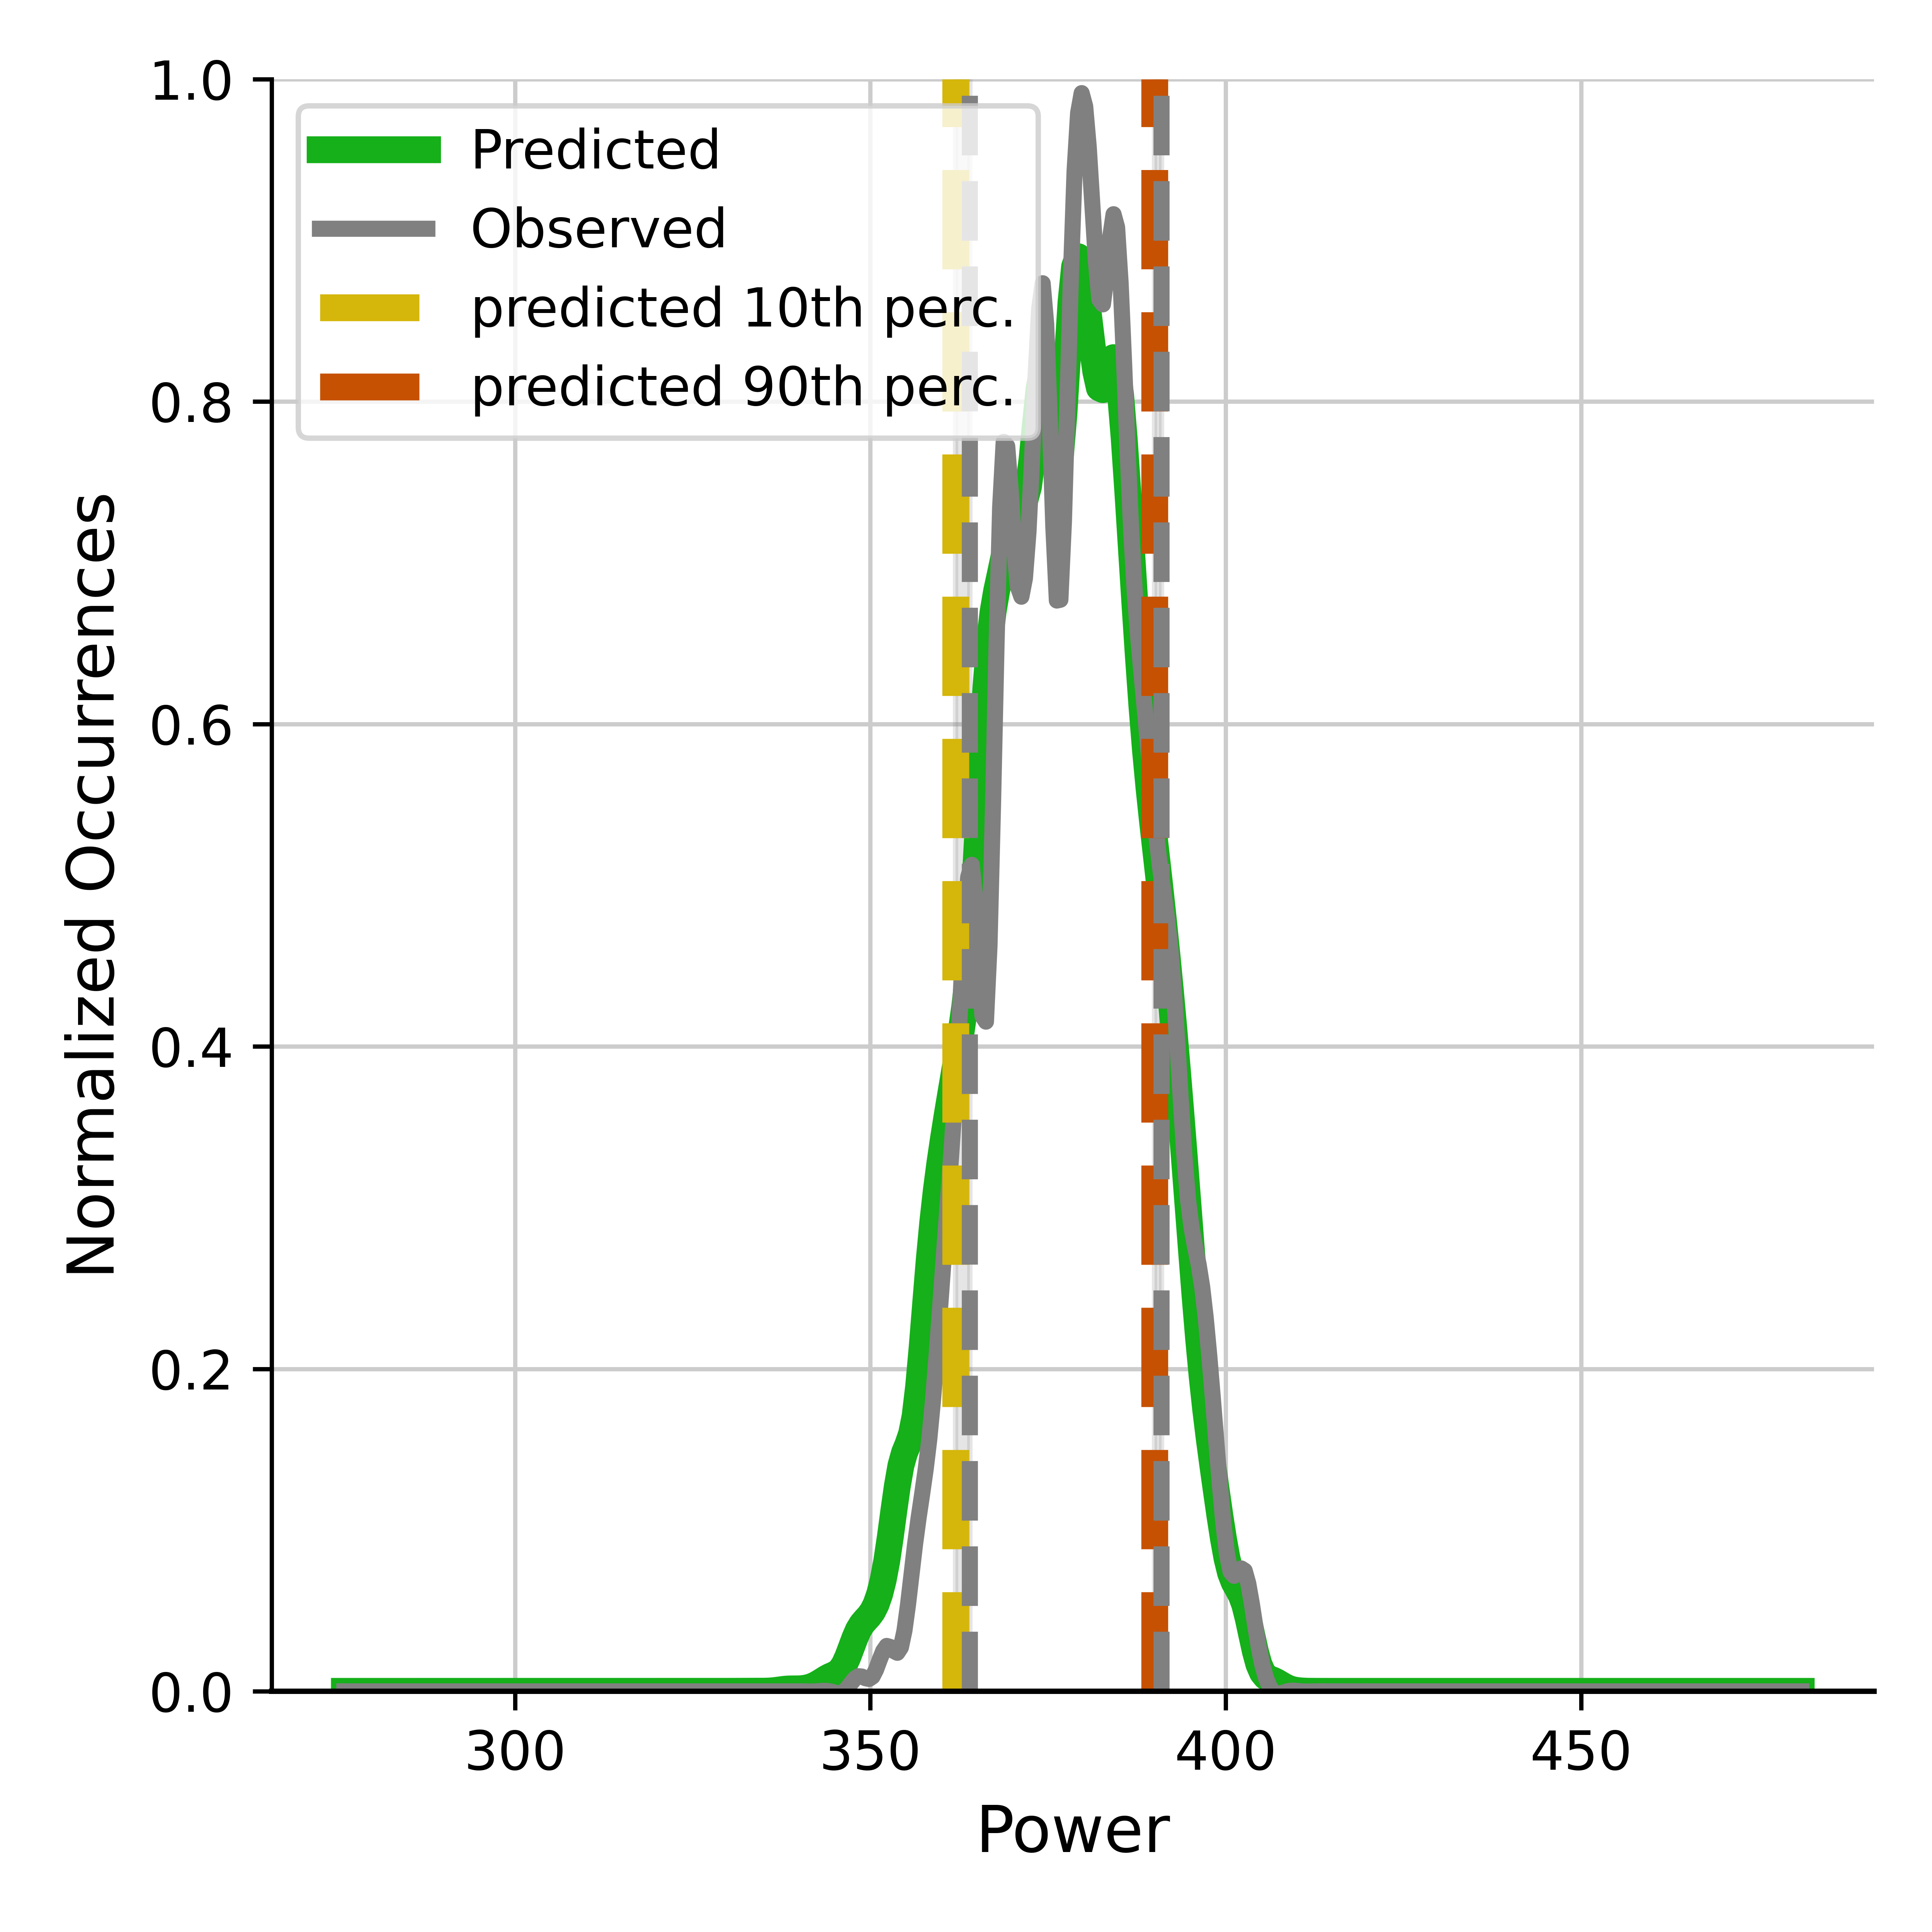 1.0
0.8
0.6
0.4
0.2
0.0
Normalized Occurrences
Predicted
Observed
predicted 10th perc.
predicted 90th perc.
300 350 400 450
Power